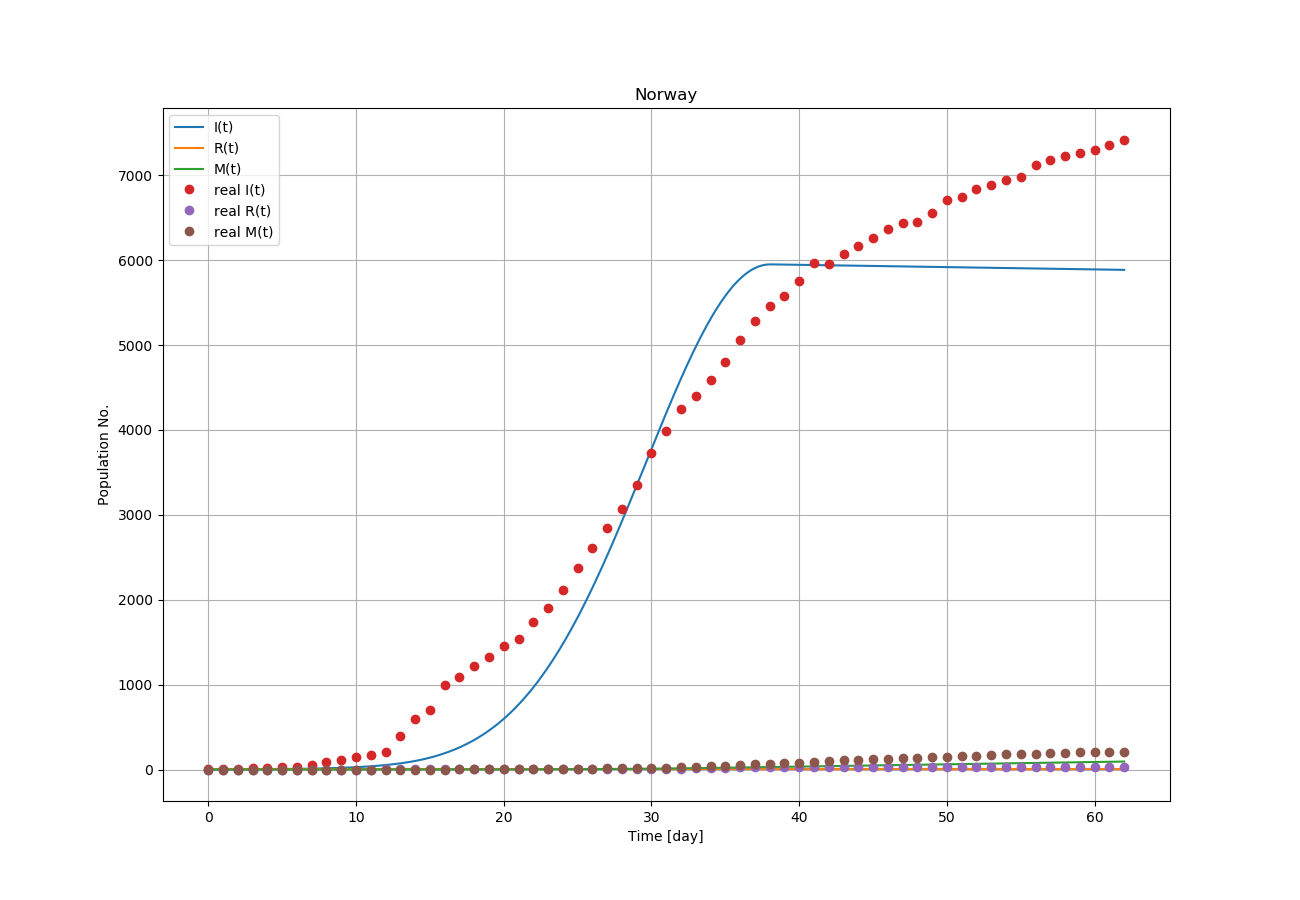 Norway
I(t)
R(t)
M(t)
real I(t)
real R(t)
real M(t)
Population No.
7000
6000
5000
4000
3000
2000
1000
0
0 10 20 30 40 50 60
Time [day]